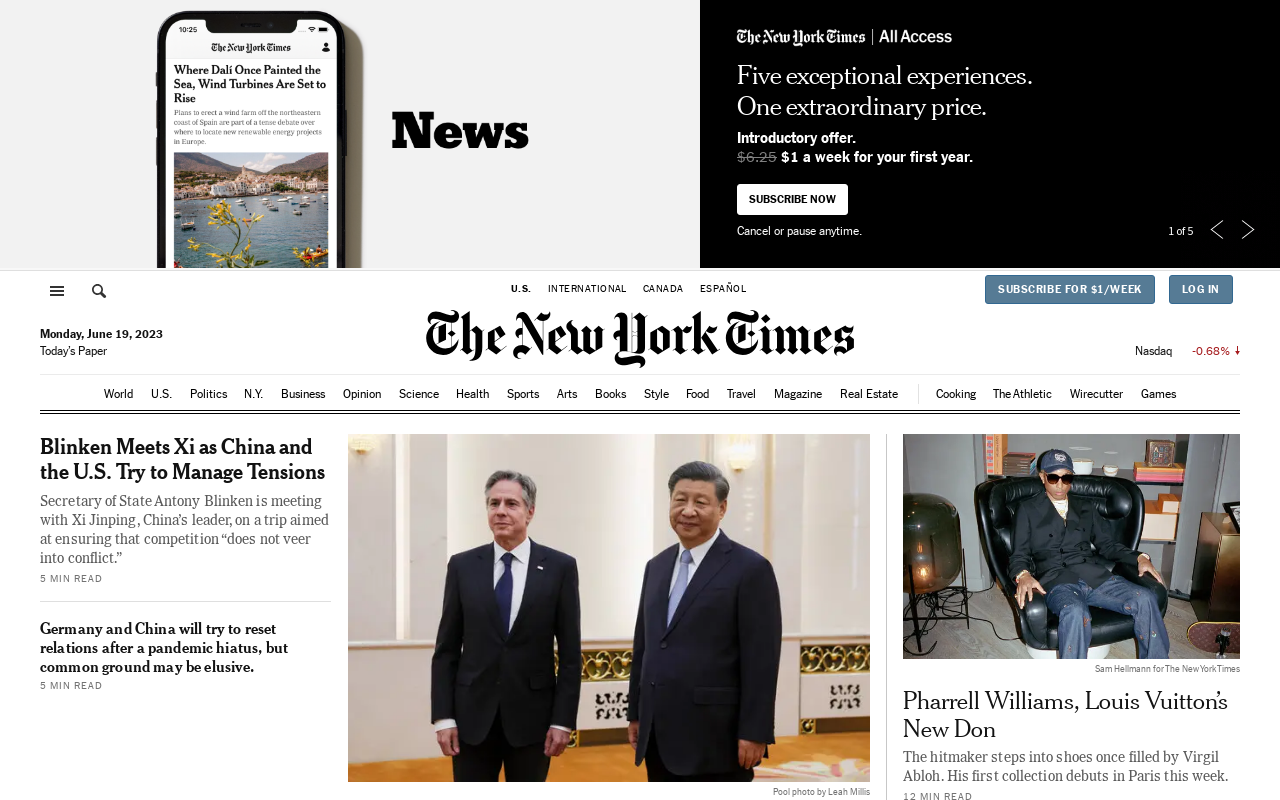 10:25
The New York Times
Where Dalí Once Painted the
Sea, Wind Turbines Are Set to
Rise
Plans to erect a wind farm off the northeastern
coast of Spain are part of a tense debate over
where to locate new renewable energy projects
in Europe.
News
The New York Times | All Access
Five exceptional experiences.
One extraordinary price.
Introductory offer.
$6.25 $1 a week for your first year.
SUBSCRIBE NOW
Cancel or pause anytime.
1 of 5
U.S. INTERNATIONAL CANADA ESPAÑOL
SUBSCRIBE FOR $1/WEEK LOG IN
Monday, June 19, 2023
Today's Paper
The New York Times
Nasdaq -0.68%
World U.S. Politics N.Y. Business Opinion Science Health Sports Arts Books Style Food Travel Magazine Real Estate Cooking The Athletic Wirecutter Games
Blinken Meets Xi as China and
the U.S. Try to Manage Tensions
Secretary of State Antony Blinken is meeting
with Xi Jinping, China's leader, on a trip aimed
at ensuring that competition “does not veer
into conflict.”
5 MIN READ
Germany and China will try to reset
relations after a pandemic hiatus, but
common ground may be elusive.
5 MIN READ
Pool photo by Leah Millis
Sam Hellmann for The New York Times
Pharrell Williams, Louis Vuitton's
New Don
The hitmaker steps into shoes once filled by Virgil
Abloh. His first collection debuts in Paris this week.
12 MIN READ